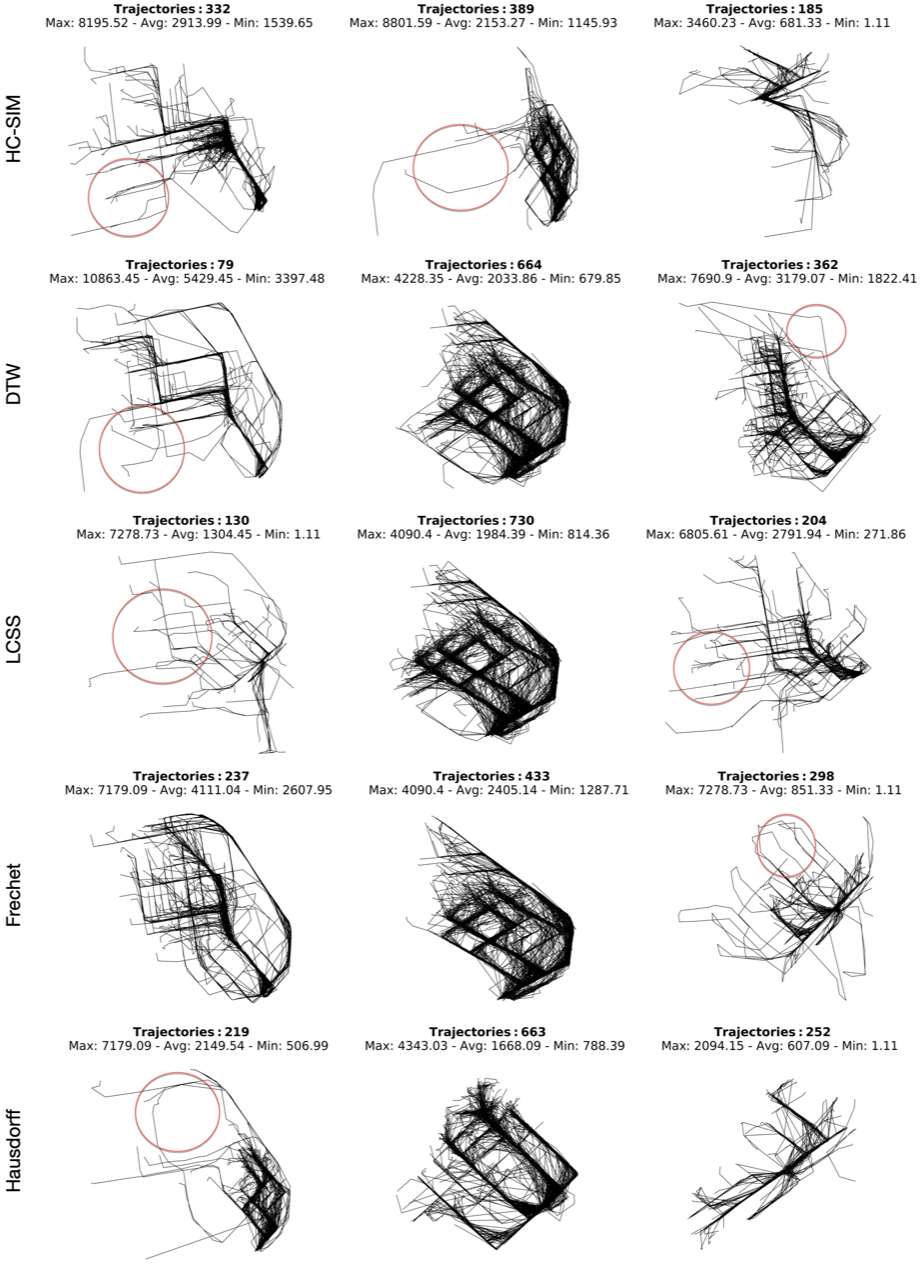 Trajectories: 332
Max: 8195.52 - Avg: 2913.99 - Min: 1539.65
Trajectories: 389
Max: 8801.59 - Avg: 2153.27 - Min: 1145.93
Trajectories: 185
Max: 3460.23 - Avg: 681.33 - Min: 1.11
HC-SIM
Trajectories: 79
Max: 10863.45 - Avg: 5429.45 - Min: 3397.48
Trajectories: 664
Max: 4228.35 - Avg: 2033.86 - Min: 679.85
Trajectories: 362
Max: 7690.9 - Avg: 3179.07 - Min: 1822.41
DTW
Trajectories: 130
Max: 7278.73 - Avg: 1304.45 - Min: 1.11
Trajectories: 730
Max: 4090.4 - Avg: 1984.39 - Min: 814.36
Trajectories: 204
Max: 6805.61 - Avg: 2791.94 - Min: 271.86
LCSS
Trajectories: 237
Max: 7179.09 - Avg: 4111.04 - Min: 2607.95
Trajectories: 433
Max: 4090.4 - Avg: 2405.14 - Min: 1287.71
Trajectories: 298
Max: 7278.73 - Avg: 851.33 - Min: 1.11
Frechet
Trajectories: 219
Max: 7179.09 - Avg: 2149.54 - Min: 506.99
Trajectories: 663
Max: 4343.03 - Avg: 1668.09 - Min: 788.39
Trajectories: 252
Max: 2094.15 - Avg: 607.09 - Min: 1.11
Hausdorff